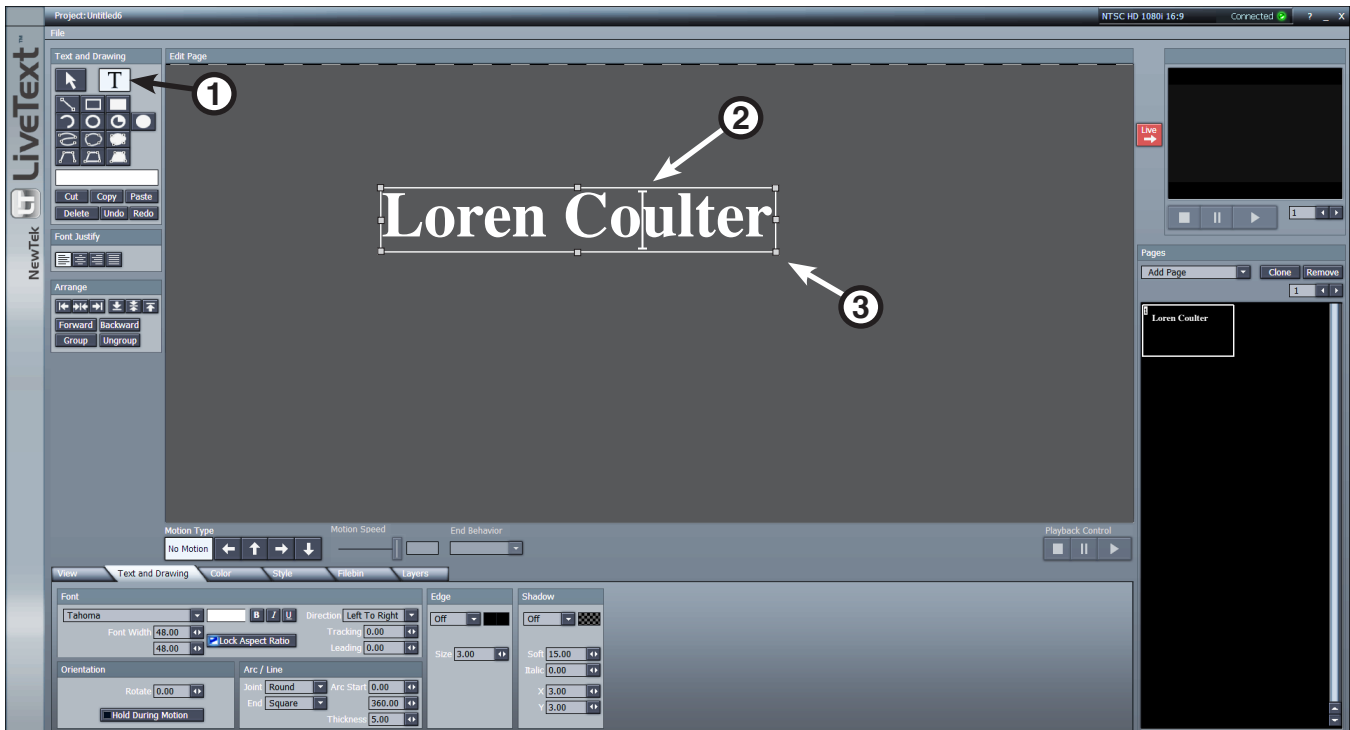 Project:Untitled6
NTSC HD 1080i 16:9
Connected
? _ X
File
NewTek LiveText™
Text and Drawing
T
1
Cut Copy Paste
Delete Undo Redo
Font Justify
Arrange
Forward Backward
Group Ungroup
Edit Page
2
Loren Coulter
3
Live
1
Pages
Add Page Clone Remove
1
1
Loren Coulter
Motion Type Motion Speed End Behavior Playback Control
No Motion
View Text and Drawing Color Style Filebin Layers
Font
Tahoma B I U Direction Left To Right
Font Width 48.00 Lock Aspect Ratio Tracking 0.00
48.00 Leading 0.00
Orientation
Rotate 0.00
Hold During Motion
Arc / Line
Joint Round Arc Start 0.00
End Square 360.00
Thickness 5.00
Edge
Off
Size 3.00
Shadow
Off
Soft 15.00
Italic 0.00
X 3.00
Y 3.00